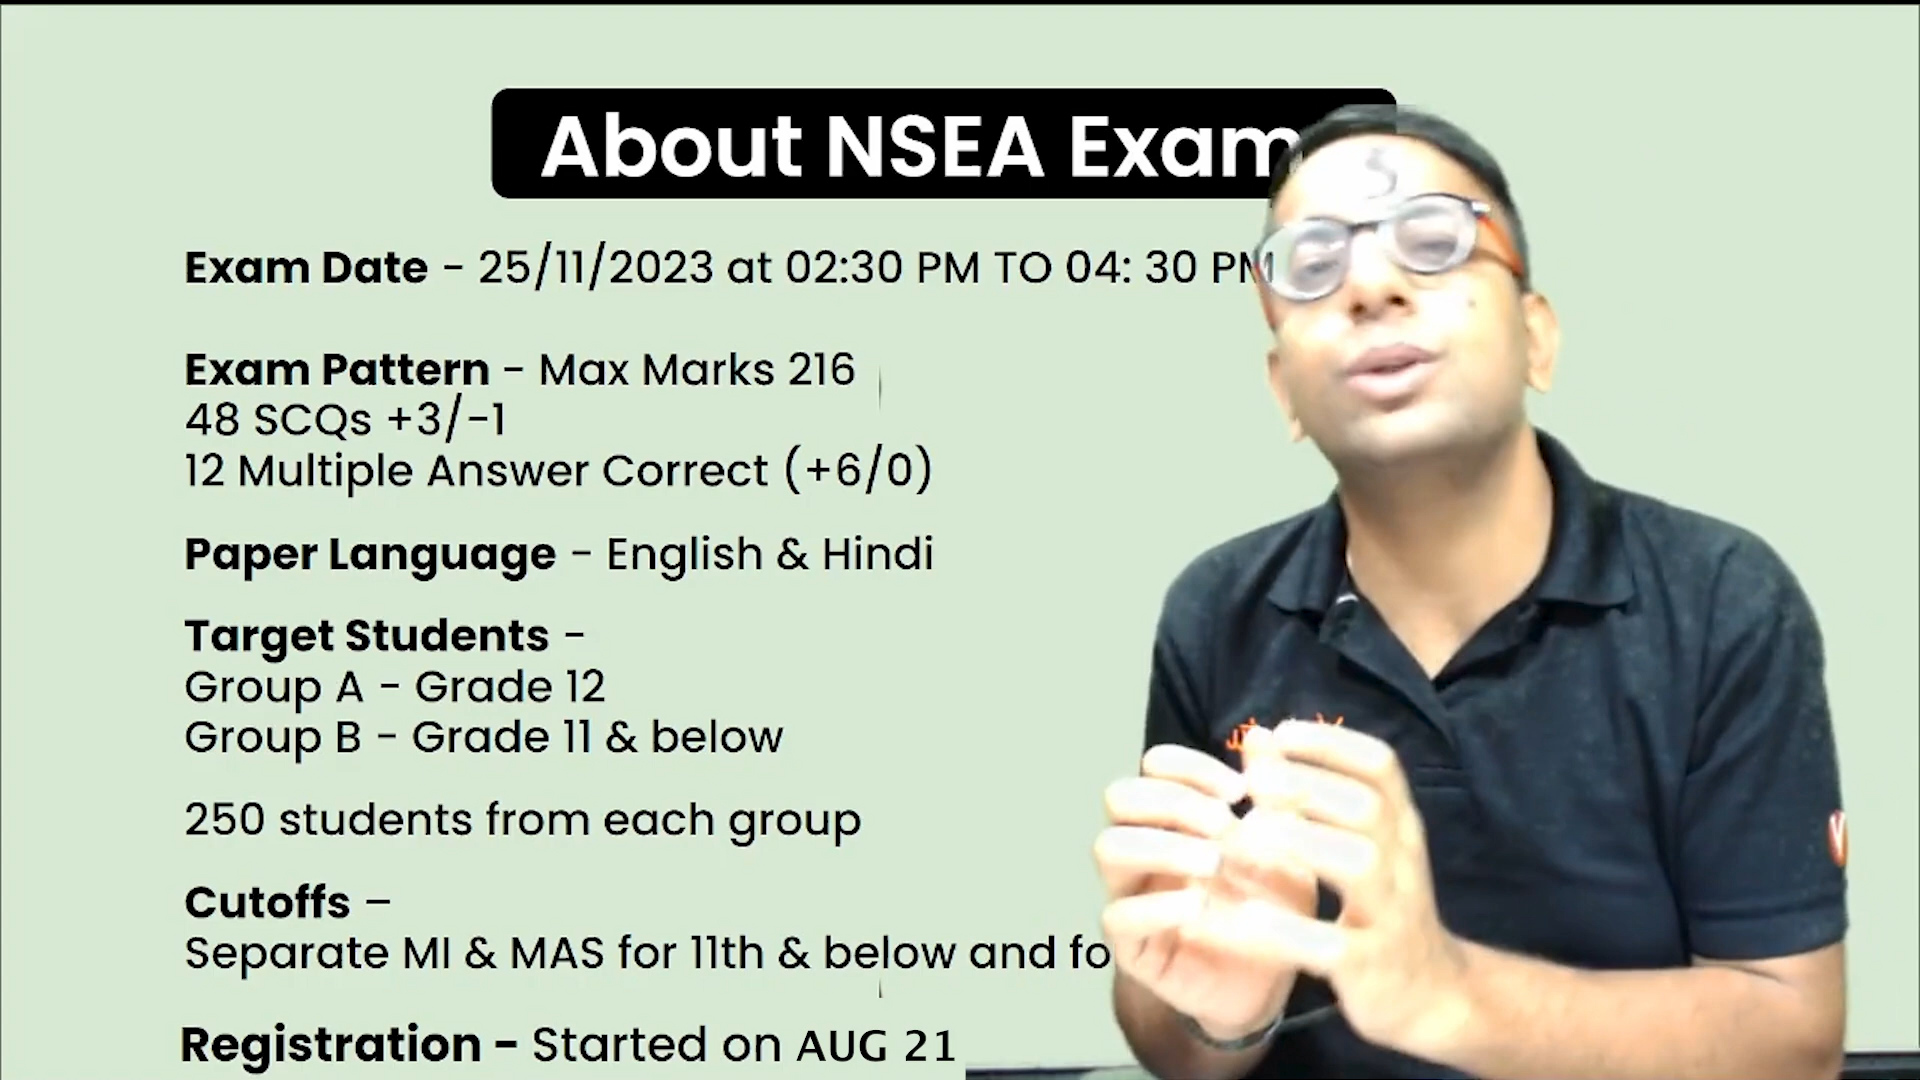 About NSEA Exam
Exam Date - 25/11/2023 at 02:30 PM TO 04: 30 PM
Exam Pattern - Max Marks 216
48 SCQs +3/-1
12 Multiple Answer Correct (+6/0)
Paper Language - English & Hindi
Target Students -
Group A - Grade 12
Group B - Grade 11 & below
250 students from each group
Cutoffs –
Separate MI & MAS for 11th & below and
Registration - Started on AUG 21